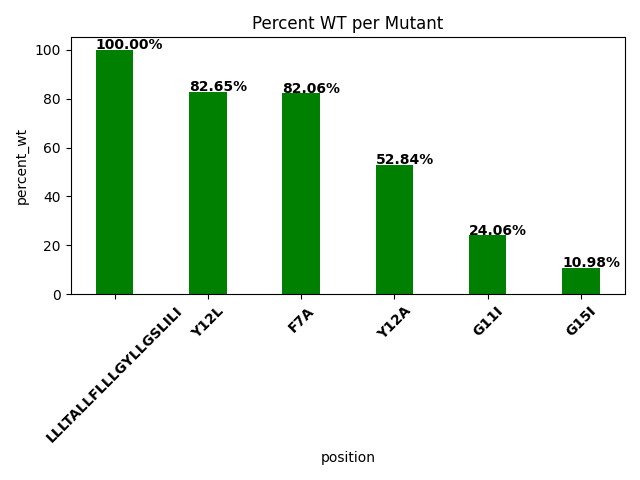 Percent WT per Mutant
percent_wt
100
80
60
40
20
0
100.00%
82.65%
82.06%
52.84%
24.06%
10.98%
LLLTALLFLLLGYLLGSLILI
Y12L
F7A
Y12A
G11I
G15I
position